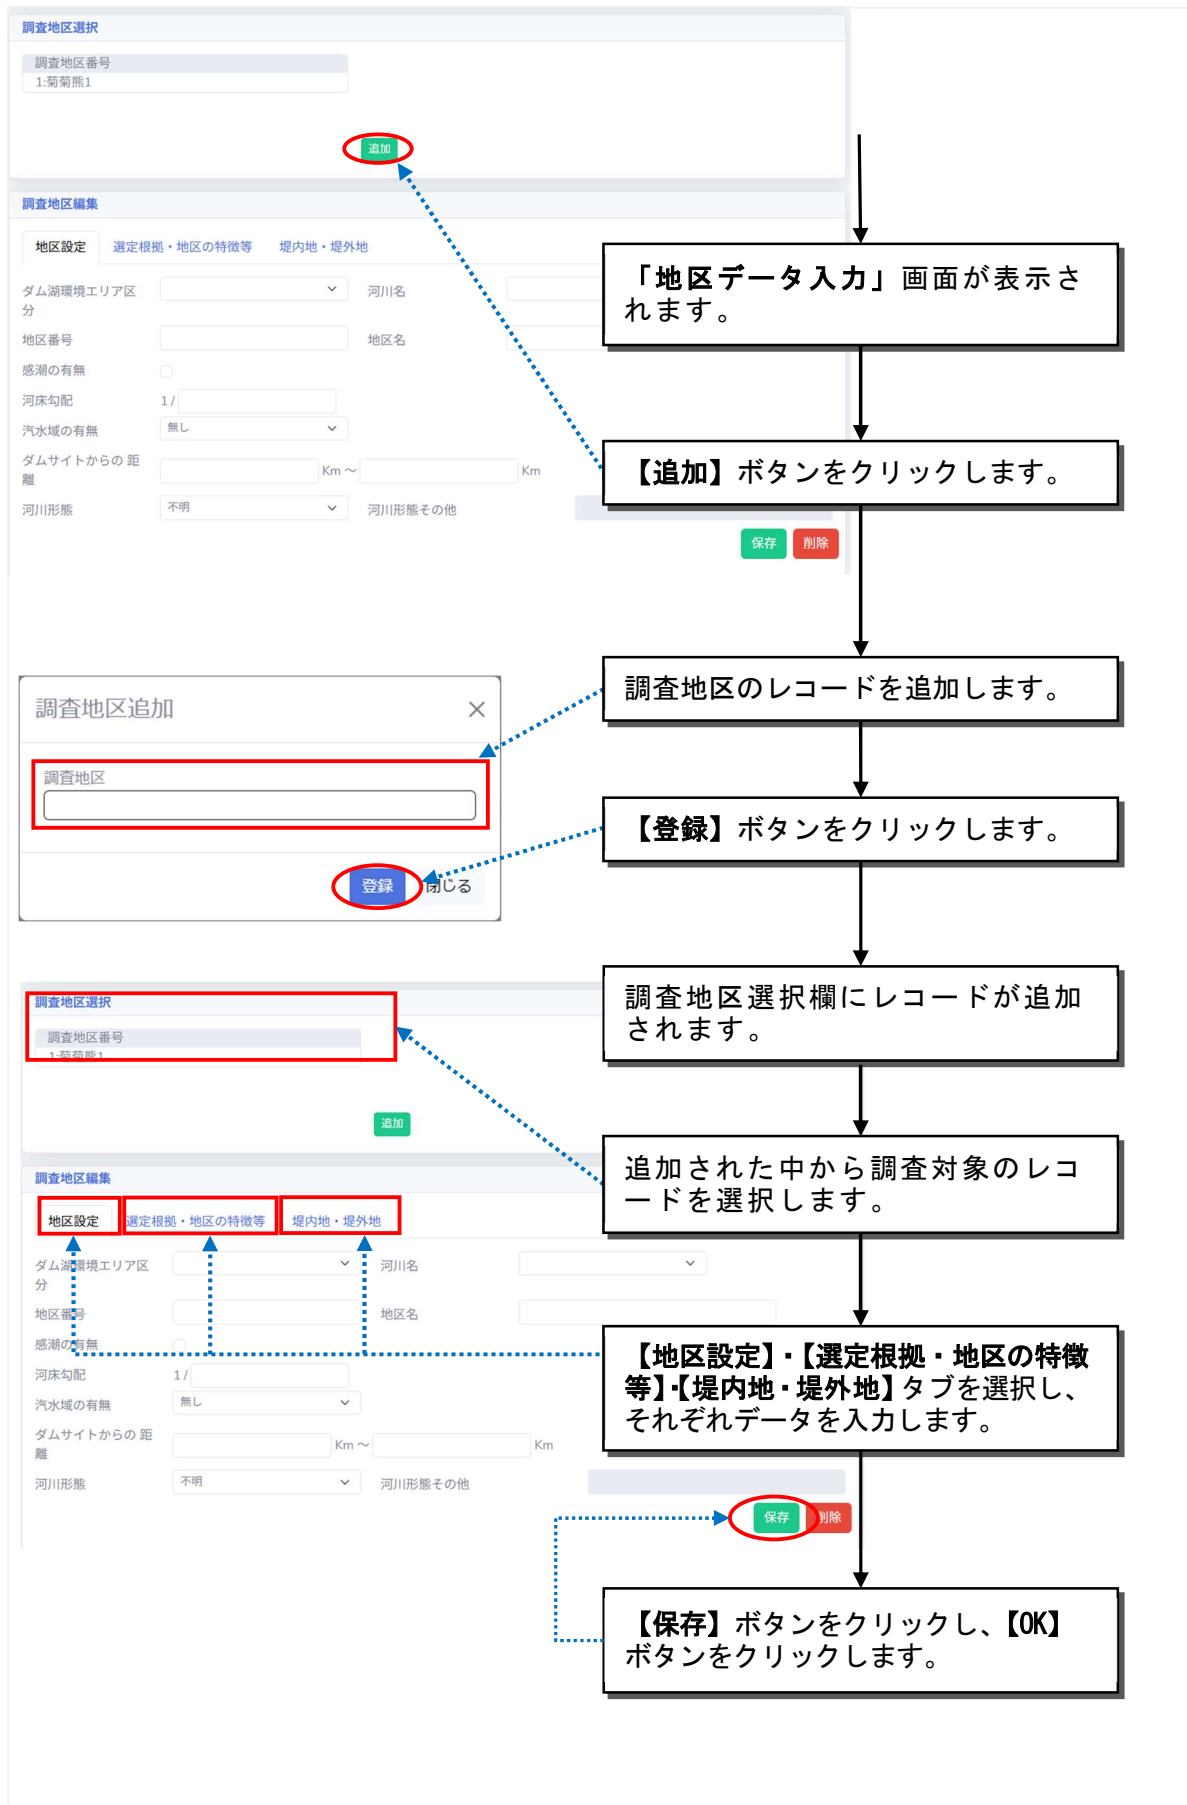 調査地区選択
調査地区番号
1:菊菊熊1
追加
調査地区編集
地区設定 選定根拠・地区の特徴等 堤内地・堤外地
ダム湖環境エリア区
分
河川名
地区番号
地区名
感潮の有無
河床勾配 1 /
汽水域の有無 無し
ダムサイトからの 距
離
Km ～ Km
河川形態 不明 河川形態その他
保存 削除
「地区データ入力」画面が表示さ
れます。
【追加】ボタンをクリックします。
調査地区のレコードを追加します。
調査地区追加 ×
調査地区
登録 閉じる
【登録】ボタンをクリックします。
調査地区選択欄にレコードが追加
されます。
調査地区選択
調査地区番号
1:菊菊熊1
追加
追加された中から調査対象のレコ
ードを選択します。
調査地区編集
地区設定 選定根拠・地区の特徴等 堤内地・堤外地
ダム湖環境エリア区
分
河川名
地区番号
地区名
感潮の有無
河床勾配 1 /
汽水域の有無 無し
ダムサイトからの 距
離
Km ～ Km
河川形態 不明 河川形態その他
保存 削除
【地区設定】・【選定根拠・地区の特徴
等】・【堤内地・堤外地】タブを選択し、
それぞれデータを入力します。
【保存】ボタンをクリックし、【OK】
ボタンをクリックします。